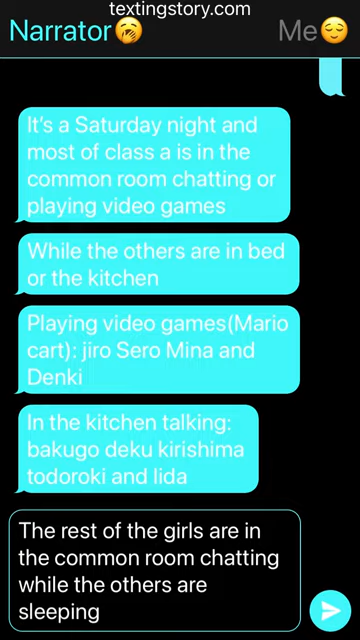 textingstory.com
Narrator🥱 Me😌
It's a Saturday night and
most of class a is in the
common room chatting or
playing video games
While the others are in bed
or the kitchen
Playing video games(Mario
cart): jiro Sero Mina and
Denki
In the kitchen talking:
bakugo deku kirishima
todoroki and Iida
The rest of the girls are in
the common room chatting
while the others are
sleeping